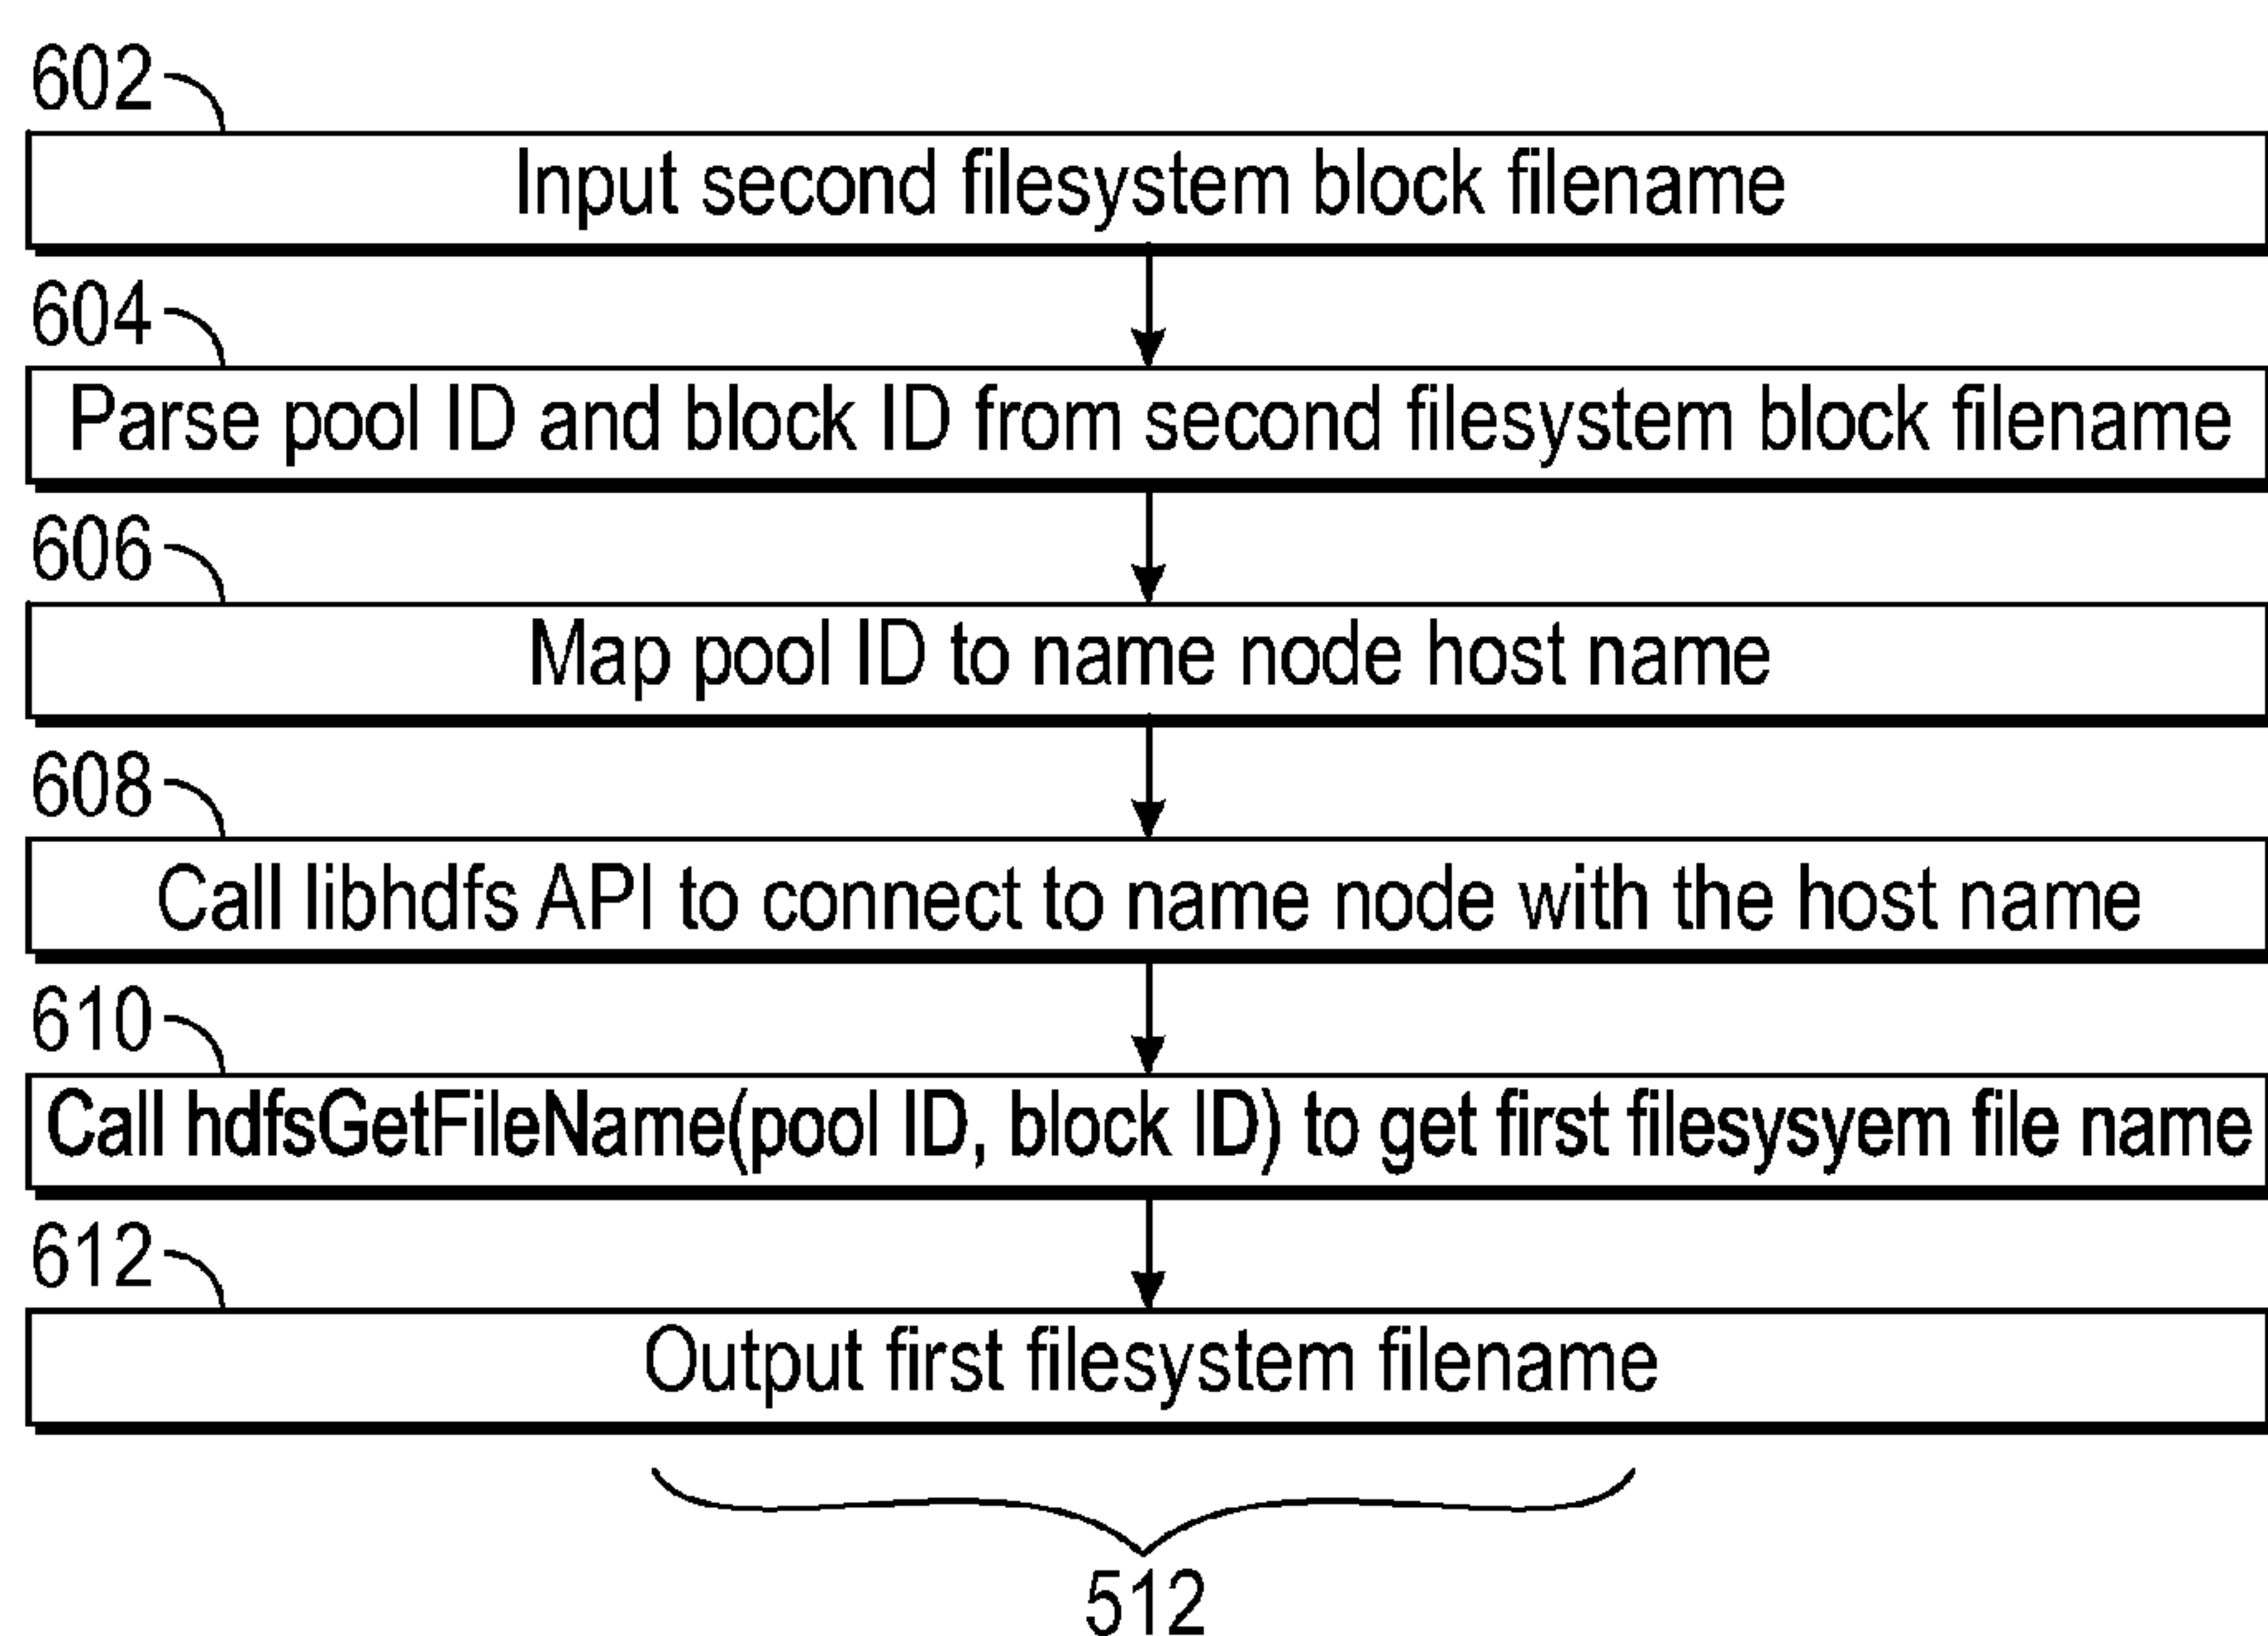 602
Input second filesystem block filename
604
Parse pool ID and block ID from second filesystem block filename
606
Map pool ID to name node host name
608
Call libhdfs API to connect to name node with the host name
610
Call hdfsGetFileName(pool ID, block ID) to get first filesysyem file name
612
Output first filesystem filename
512